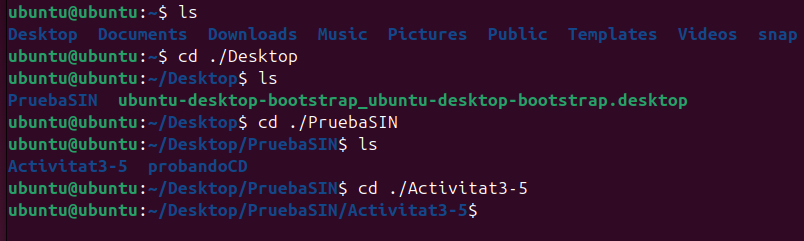 ubuntu@ubuntu:~$ ls
Desktop  Documents  Downloads  Music  Pictures  Public  Templates  Videos  snap
ubuntu@ubuntu:~$ cd ./Desktop
ubuntu@ubuntu:~/Desktop$ ls
PruebaSIN  ubuntu-desktop-bootstrap_ubuntu-desktop-bootstrap.desktop
ubuntu@ubuntu:~/Desktop$ cd ./PruebaSIN
ubuntu@ubuntu:~/Desktop/PruebaSIN$ ls
Activitat3-5  probandoCD
ubuntu@ubuntu:~/Desktop/PruebaSIN$ cd ./Activitat3-5
ubuntu@ubuntu:~/Desktop/PruebaSIN/Activitat3-5$